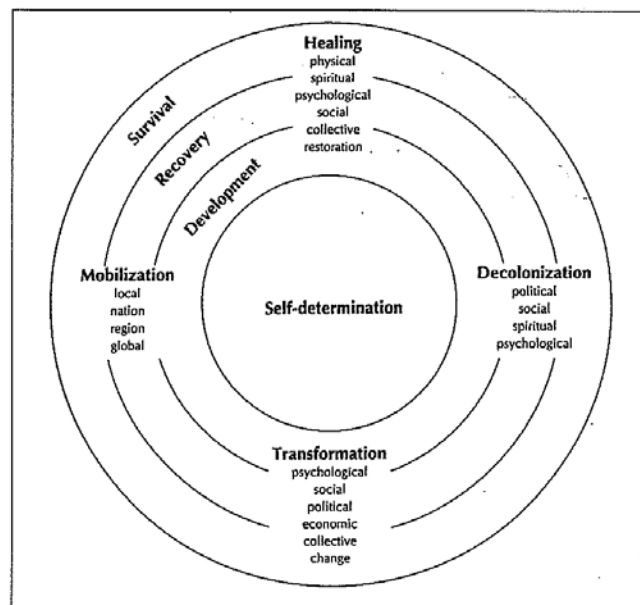 Healing
physical
spiritual
psychological
social
collective
restoration
Survival
Recovery
Development
Mobilization
local
nation
region
global
Self-determination
Decolonization
political
social
spiritual
psychological
Transformation
psychological
social
political
economic
collective
change